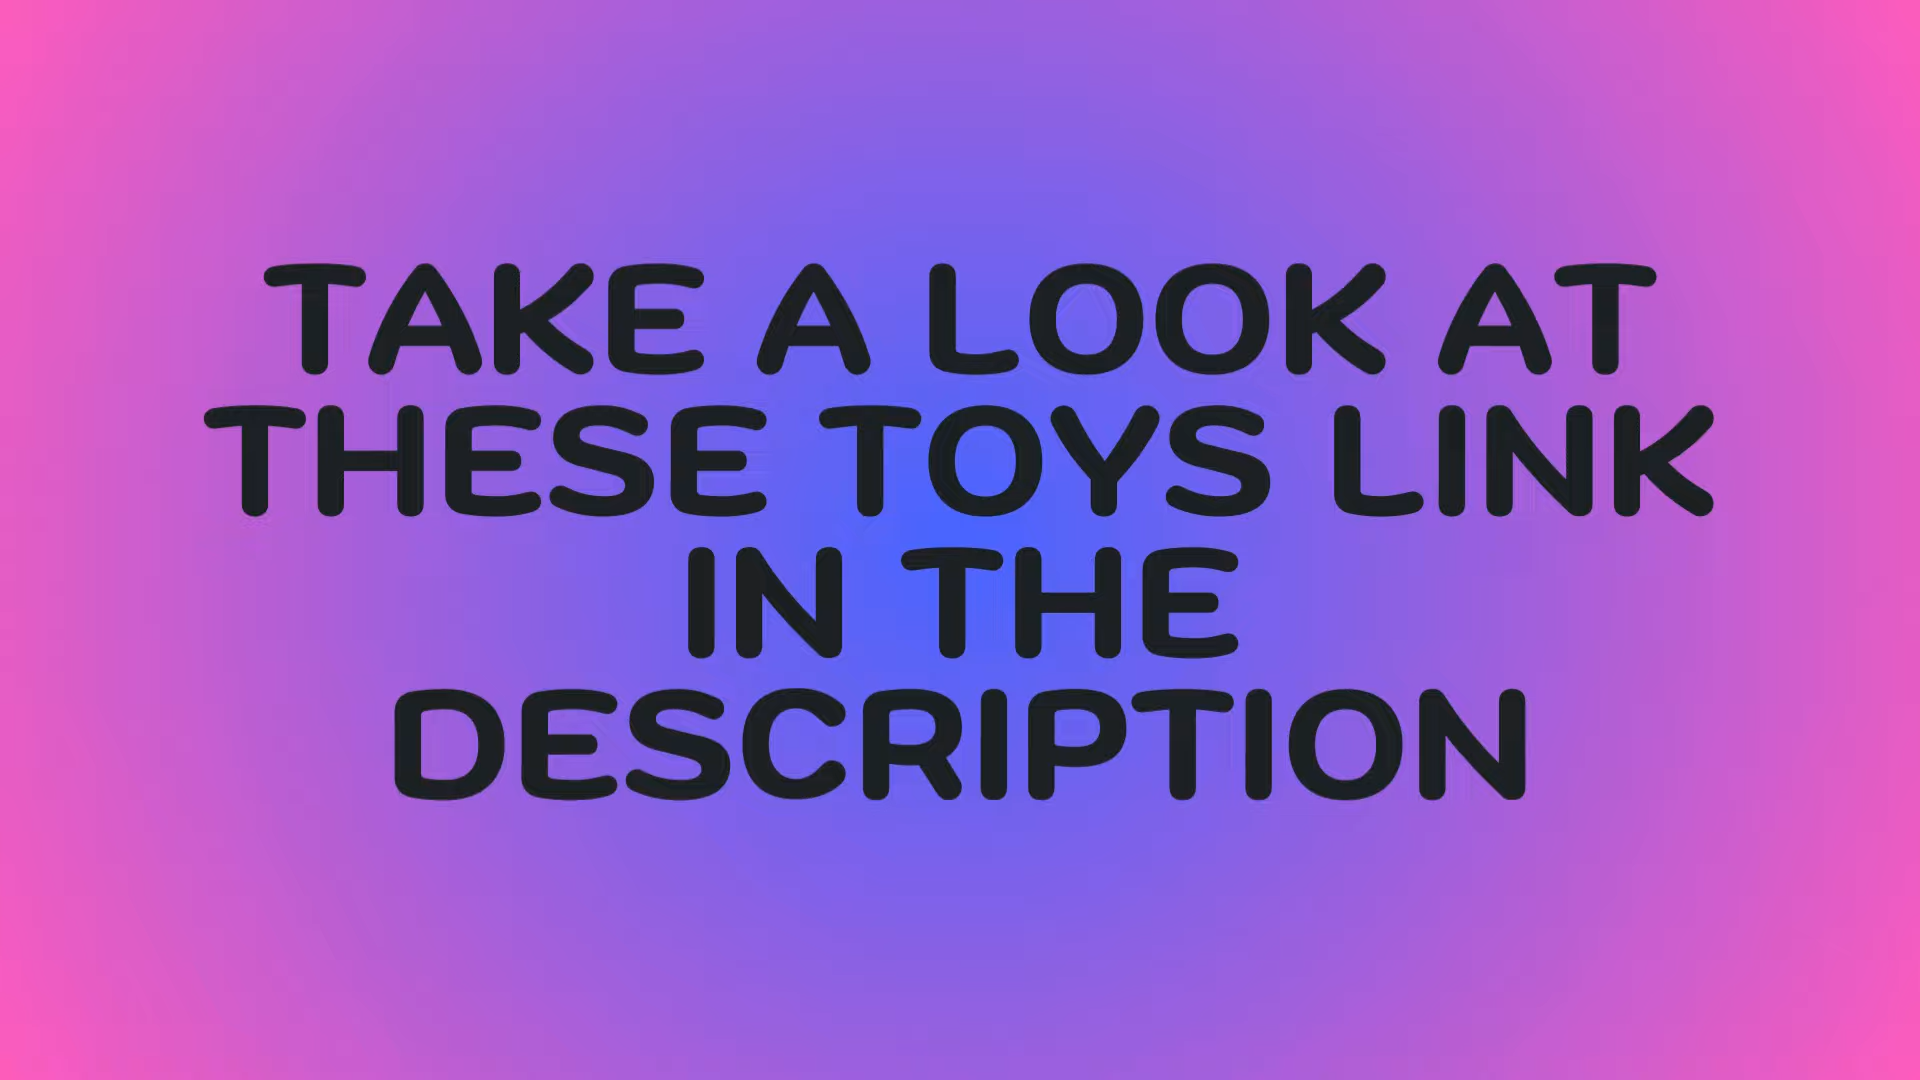 TAKE A LOOK AT
THESE TOYS LINK
IN THE
DESCRIPTION